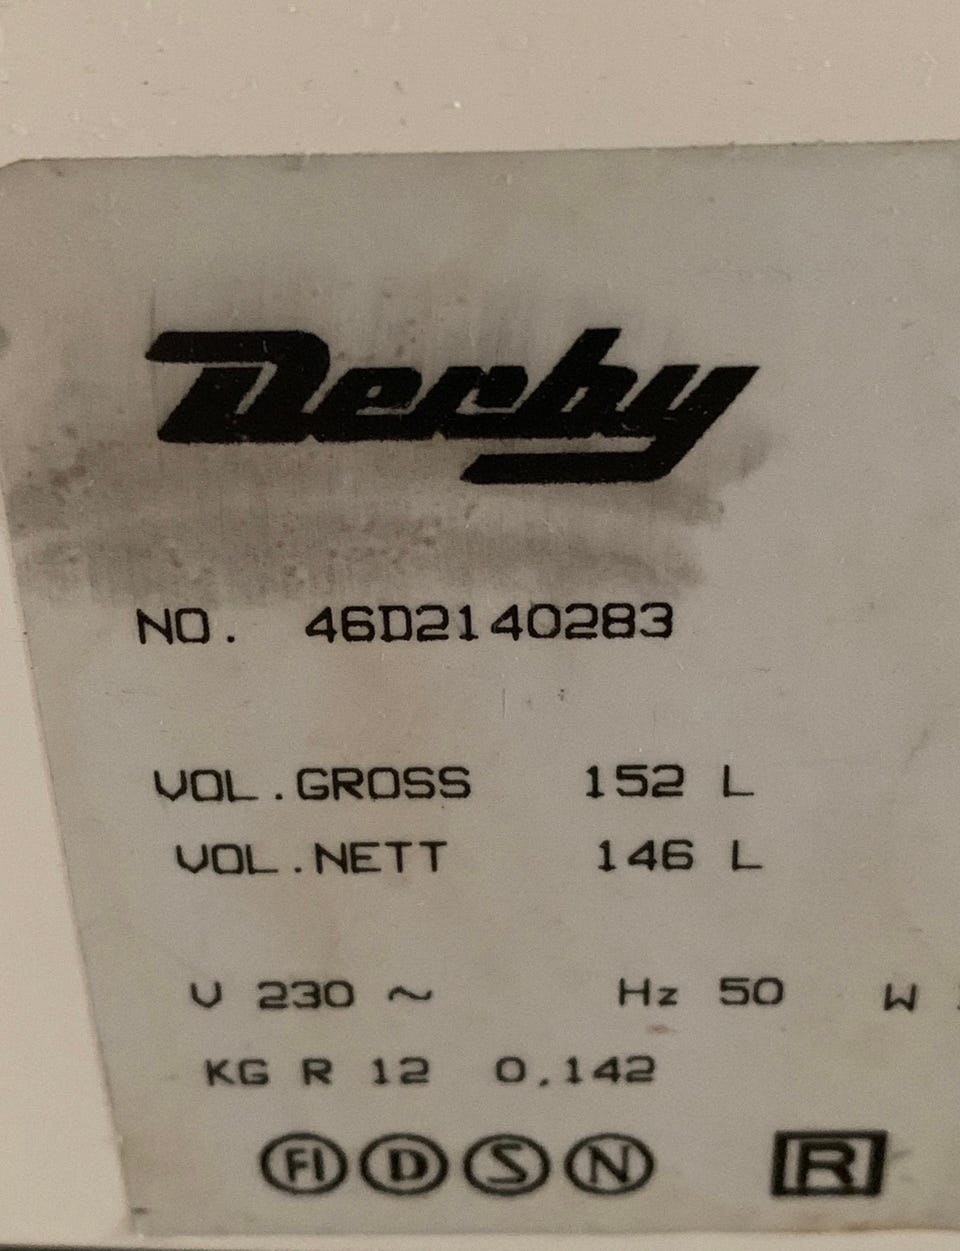 Derby
NO. 46D2140283
VOL.GROSS 152 L
VOL.NETT 146 L
V 230 ~ Hz 50 W
KG R 12 0.142
FI D S N R